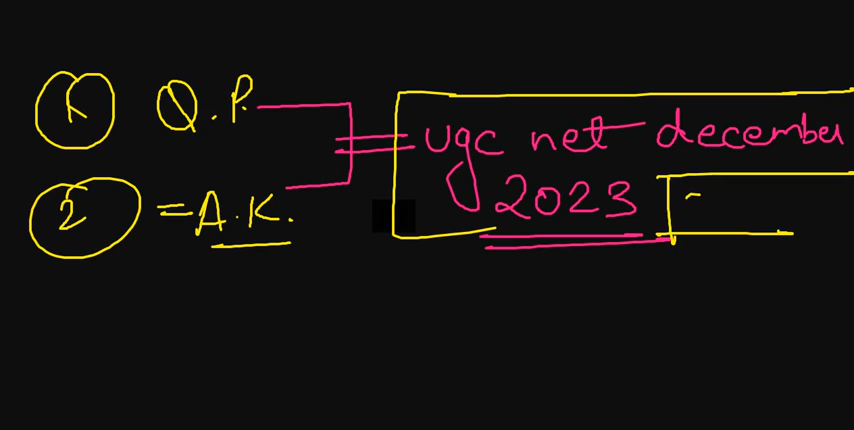 1 Q.P.
2 = A.K.
ugc net december
2023